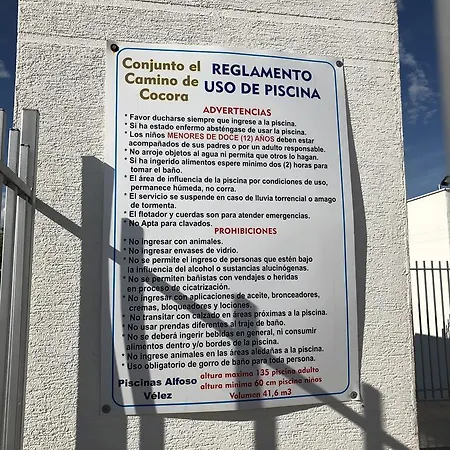 Conjunto el
Camino de
Cocora
REGLAMENTO
USO DE PISCINA
ADVERTENCIAS
* Favor ducharse siempre que ingrese a la piscina.
* Si ha estado enfermo absténgase de usar la piscina.
* Los niños MENORES DE DOCE (12) AÑOS deben estar
acompañados de sus padres o por un adulto responsable.
* No arroje objetos al agua ni permita que otros lo hagan.
* Si ha ingerido alimentos espere mínimo dos (2) horas para
tomar el baño.
* El área de influencia de la piscina por condiciones de uso,
permanece húmeda, no corra.
* El servicio se suspende en caso de lluvia torrencial o amago
de tormenta.
* El flotador y cuerdas son para atender emergencias.
* No Apta para clavados.
PROHIBICIONES
* No ingresar con animales.
* No ingresar envases de vidrio.
* No se permite el ingreso de personas que estén bajo
la influencia del alcohol o sustancias alucinógenas.
* No se permiten bañistas con vendajes o heridas
en proceso de cicatrización.
* No ingresar con aplicaciones de aceite, bronceadores,
cremas, bloqueadores y lociones.
* No transitar con calzado en áreas próximas a la piscina.
* No usar prendas diferentes al traje de baño.
* No se deberá ingerir bebidas en general, ni consumir
alimentos dentro y/o bordes de la piscina.
* No ingrese animales en las áreas aledañas a la piscina.
* Uso obligatorio de gorro de baño para toda persona.
Piscinas Alfoso
Vélez
altura maxima 135 piscina adulto
altura minima 60 cm piscina niños
Volumen 41,6 m3